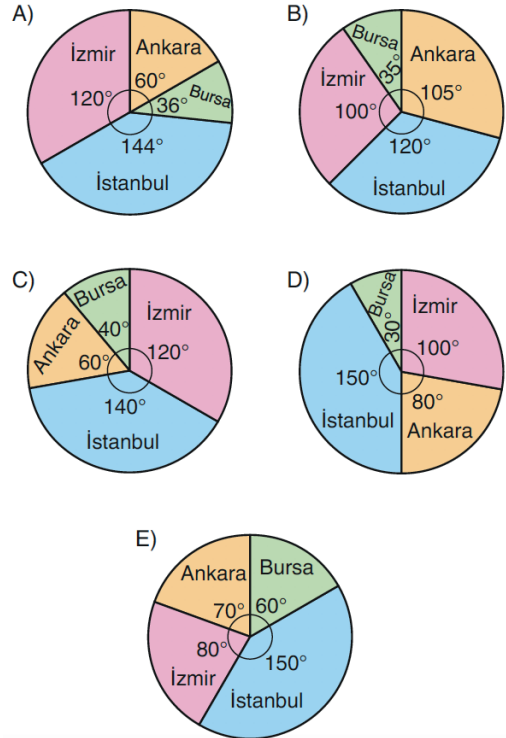 A)
İzmir
Ankara
60°
120°
36°
Bursa
144°
İstanbul
B)
Bursa
Ankara
35°
İzmir
105°
100°
120°
İstanbul
C)
Bursa
İzmir
40°
Ankara
60°
120°
140°
İstanbul
D)
Bursa
İzmir
30°
100°
150°
80°
İstanbul
Ankara
E)
Ankara
Bursa
70°
60°
80°
150°
İzmir
İstanbul